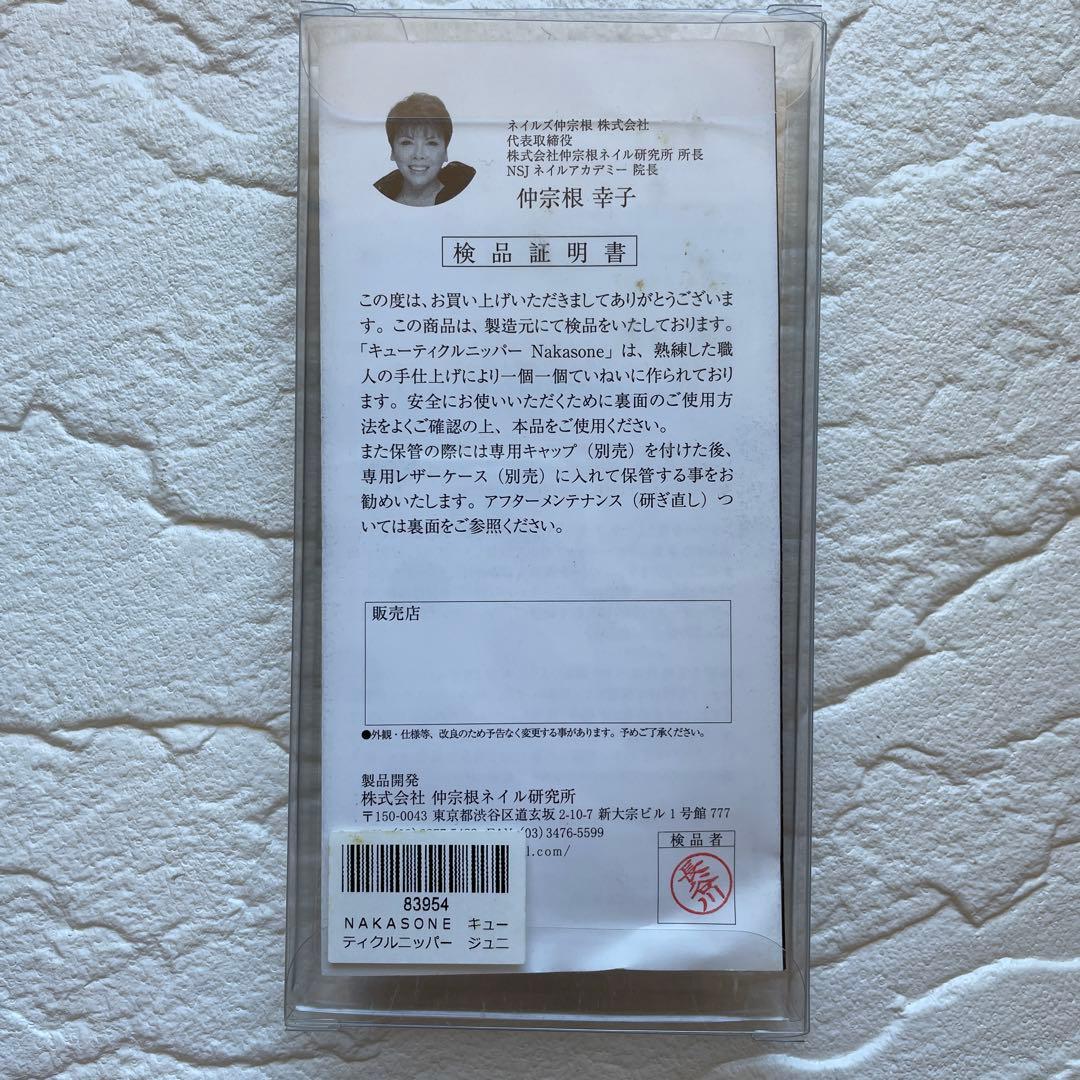 ネイルズ仲宗根 株式会社
代表取締役
株式会社仲宗根ネイル研究所 所長
NSJ ネイルアカデミー 院長
仲宗根 幸子
検品証明書
この度は、お買い上げいただきましてありがとうございま
す。この商品は、製造元にて検品をいたしております。
「キューティクルニッパー Nakasone」は、熟練した職
人の手仕上げにより一個一個ていねいに作られており
ます。安全にお使いいただくために裏面のご使用方
法をよくご確認の上、本品をご使用ください。
また保管の際には専用キャップ（別売）を付けた後、
専用レザーケース（別売）に入れて保管する事をお
勧めいたします。アフターメンテナンス（研ぎ直し）つ
いては裏面をご参照ください。
販売店
●外観・仕様等、改良のため予告なく変更する事があります。予めご了承ください。
製品開発
株式会社 仲宗根ネイル研究所
〒150-0043 東京都渋谷区道玄坂 2-10-7 新大宗ビル 1 号館 777
(03) 3476-5599
l.com/
検品者
長谷川
83954
NAKASONE キュー
ティクルニッパー ジュニ